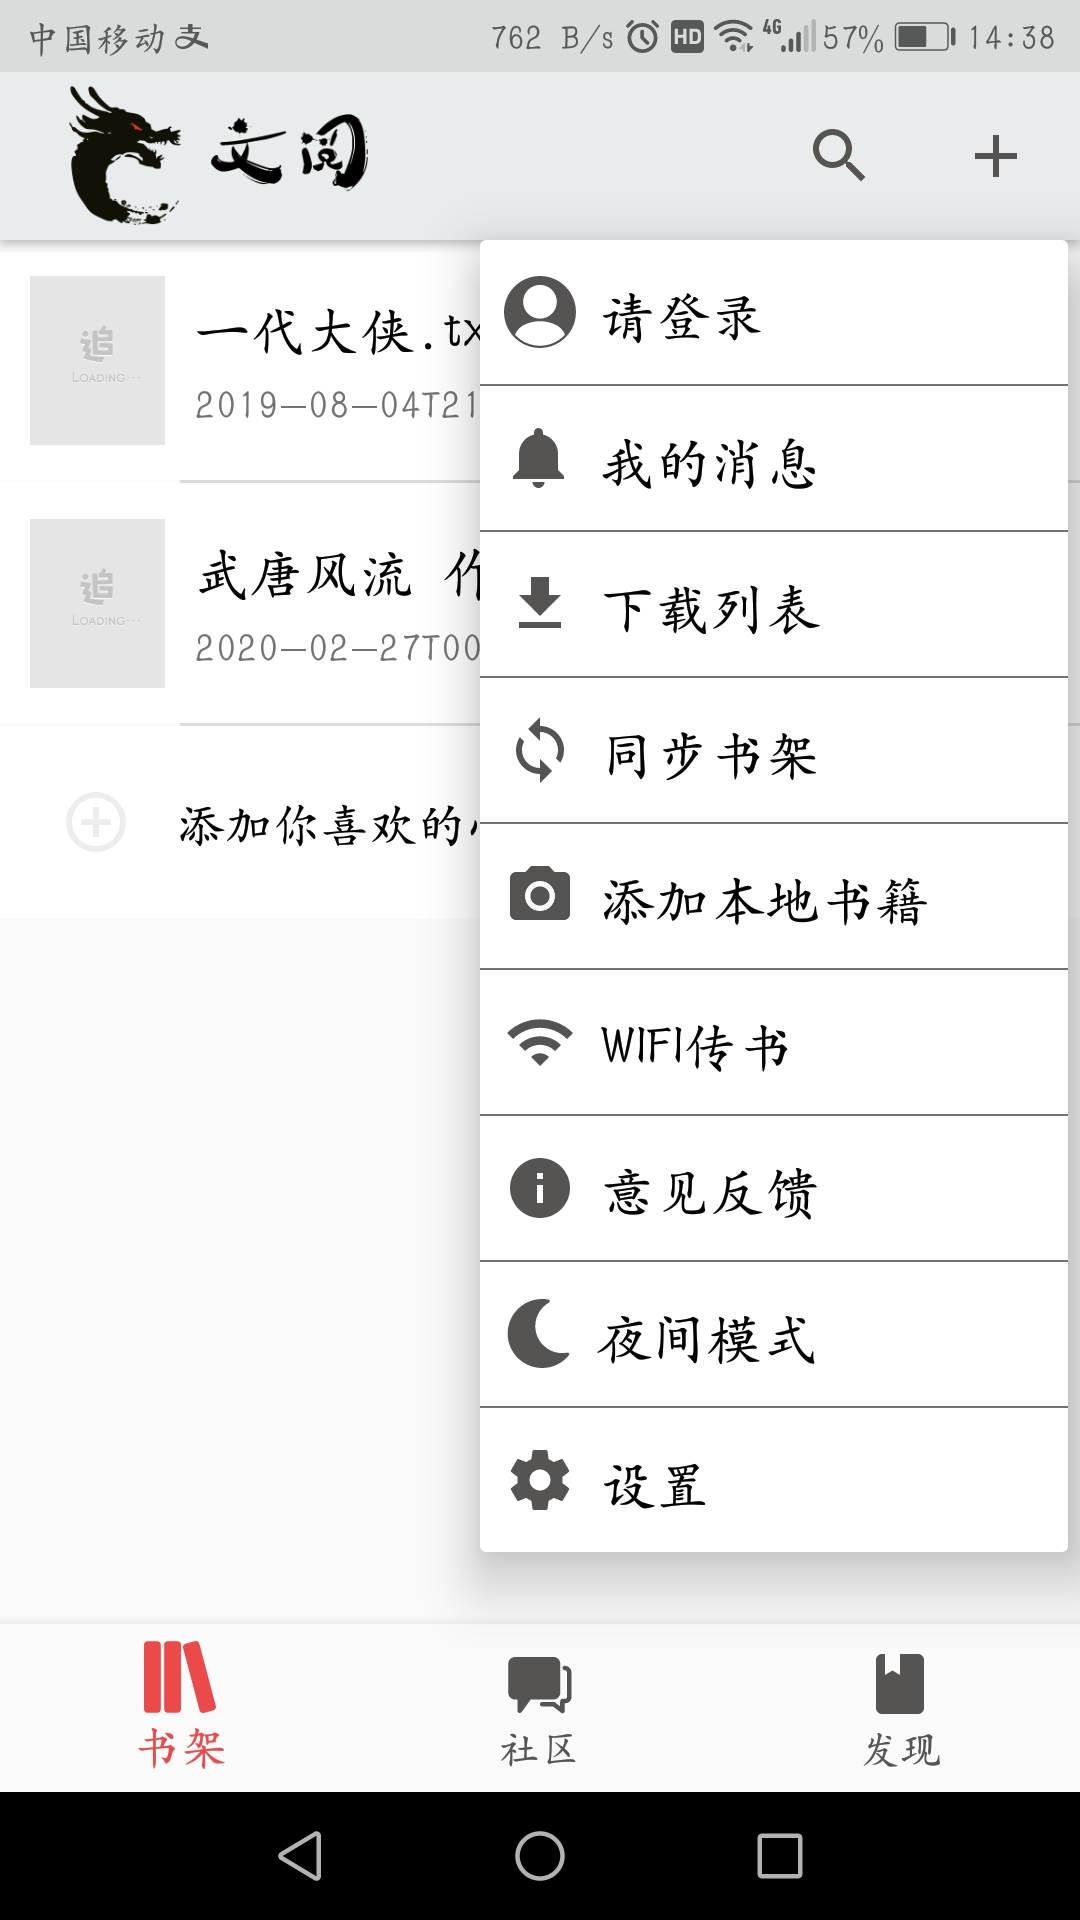 中国移动 支 762 B/s HD 4G 57% 14:38
文阅
追
LOADING···
一代大侠.tx
2019-08-04T21
追
LOADING···
武唐风流 作
2020-02-27T00
添加你喜欢的
请登录
我的消息
下载列表
同步书架
添加本地书籍
WIFI传书
意见反馈
夜间模式
设置
书架
社区
发现